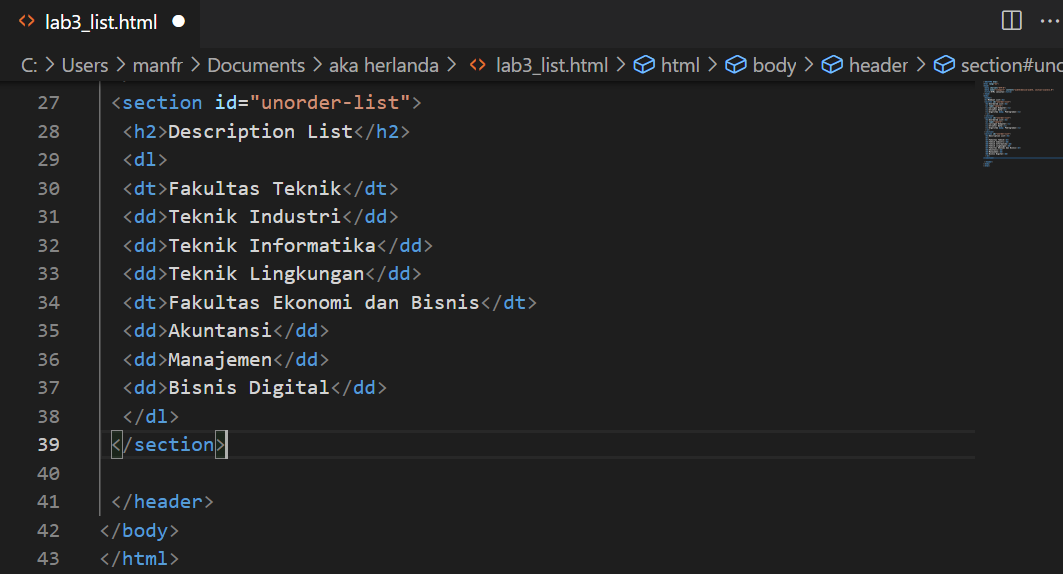 lab3_list.html
C: > Users > manfr > Documents > aka herlanda > lab3_list.html > html > body > header > section#uno
27 <section id="unorder-list">
28 <h2>Description List</h2>
29 <dl>
30 <dt>Fakultas Teknik</dt>
31 <dd>Teknik Industri</dd>
32 <dd>Teknik Informatika</dd>
33 <dd>Teknik Lingkungan</dd>
34 <dt>Fakultas Ekonomi dan Bisnis</dt>
35 <dd>Akuntansi</dd>
36 <dd>Manajemen</dd>
37 <dd>Bisnis Digital</dd>
38 </dl>
39 </section>
40
41 </header>
42 </body>
43 </html>